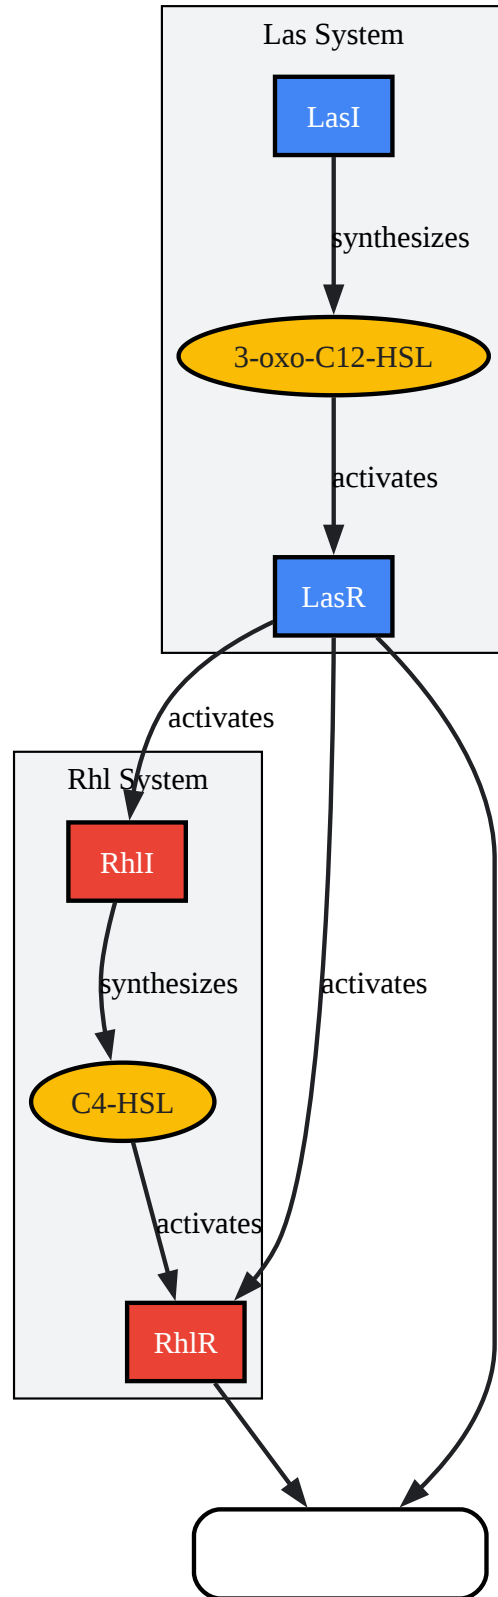 Las System
LasI
synthesizes
3-oxo-C12-HSL
activates
LasR
activates
Rhl System
RhlI
synthesizes
activates
C4-HSL
activates
RhlR